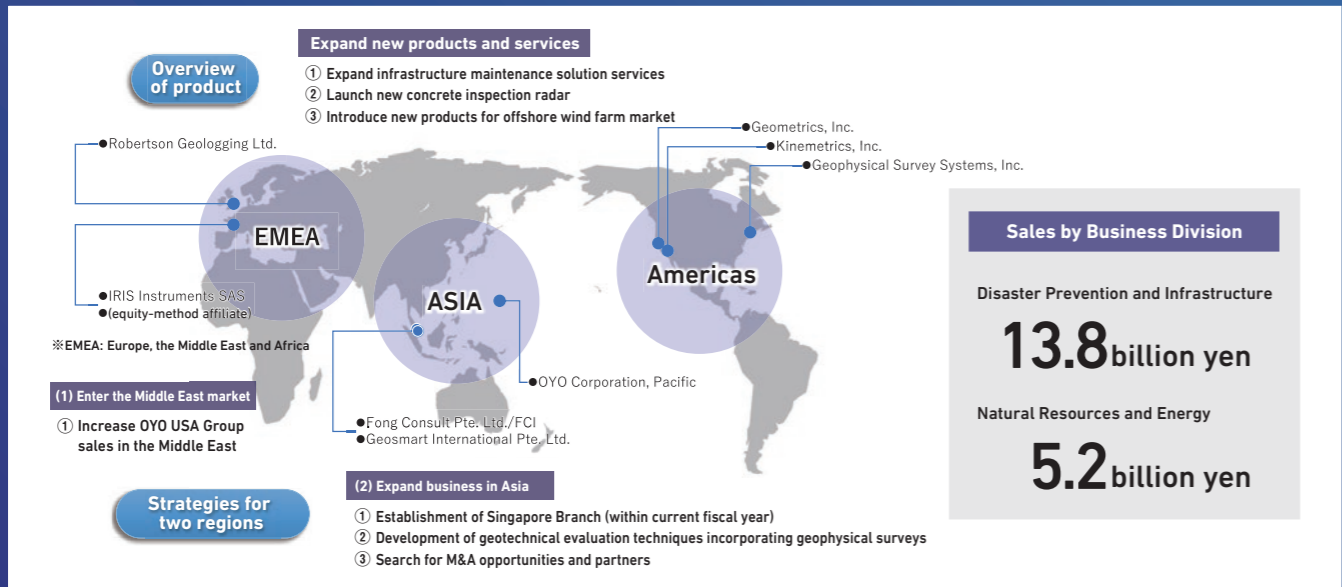 Overview
of product
Expand new products and services
① Expand infrastructure maintenance solution services
② Launch new concrete inspection radar
③ Introduce new products for offshore wind farm market
●Robertson Geologging Ltd.
●IRIS Instruments SAS
●(equity-method affiliate)
EMEA
ASIA
Americas
●Geometrics, Inc.
●Kinemetrics, Inc.
●Geophysical Survey Systems, Inc.
●OYO Corporation, Pacific
●Fong Consult Pte. Ltd./FCI
●Geosmart International Pte. Ltd.
※EMEA: Europe, the Middle East and Africa
(1) Enter the Middle East market
① Increase OYO USA Group
sales in the Middle East
Strategies for
two regions
(2) Expand business in Asia
① Establishment of Singapore Branch (within current fiscal year)
② Development of geotechnical evaluation techniques incorporating geophysical surveys
③ Search for M&A opportunities and partners
Sales by Business Division
Disaster Prevention and Infrastructure
13.8 billion yen
Natural Resources and Energy
5.2 billion yen